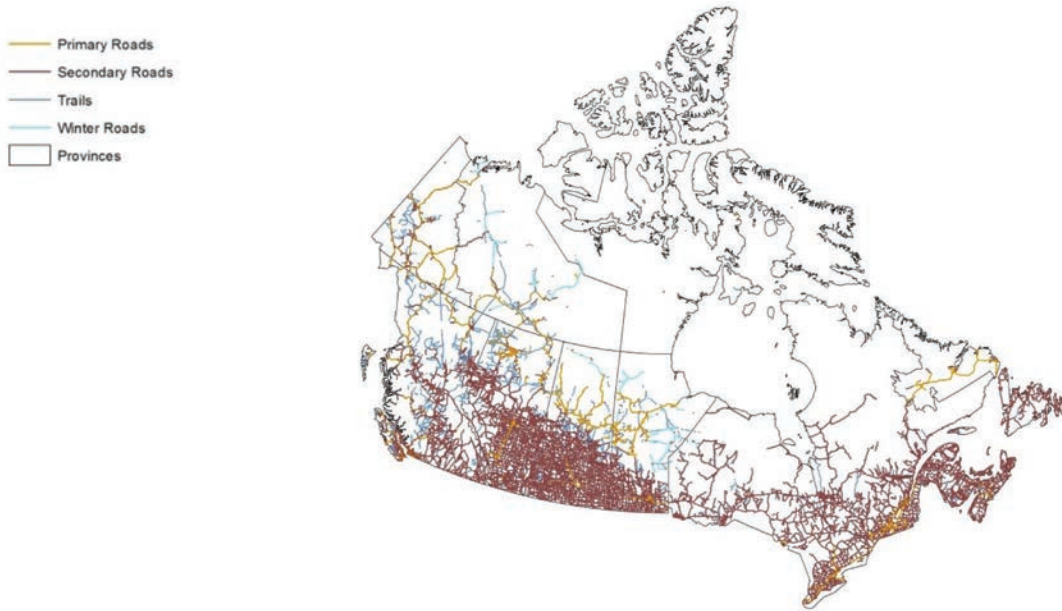 Primary Roads
Secondary Roads
Trails
Winter Roads
Provinces